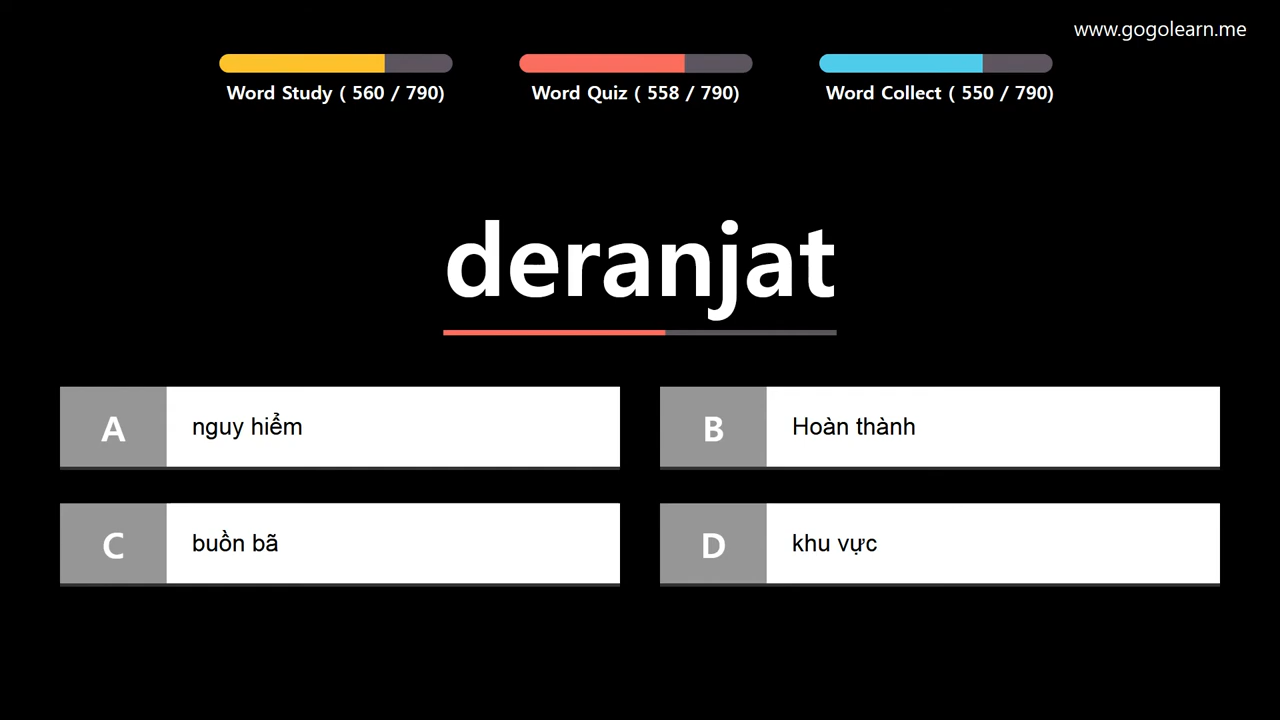 www.gogolearn.me
Word Study ( 560 / 790)
Word Quiz ( 558 / 790)
Word Collect ( 550 / 790)
deranjat
A
nguy hiểm
B
Hoàn thành
C
buồn bã
D
khu vực